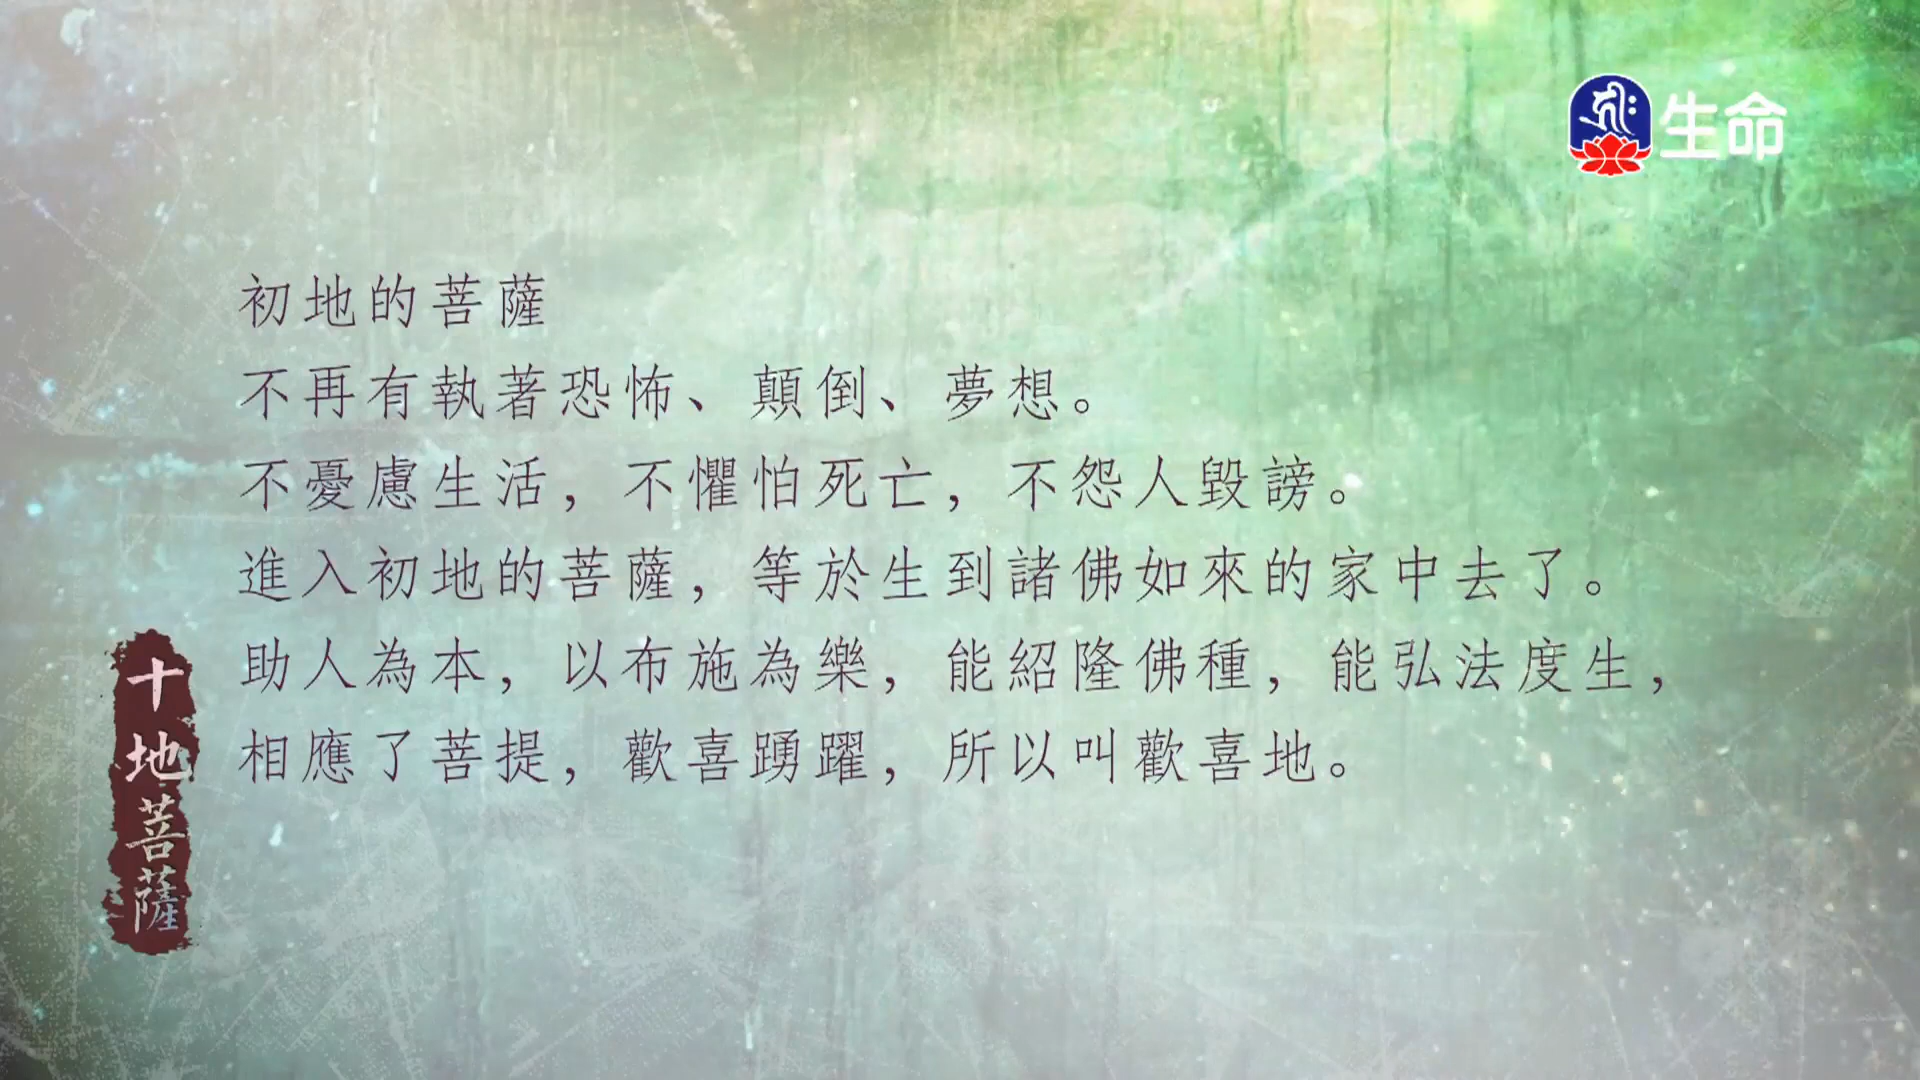 生命
初地的菩薩
不再有執著恐怖、顛倒、夢想。
不憂慮生活，不懼怕死亡，不怨人毀謗。
進入初地的菩薩，等於生到諸佛如來的家中去了。
助人為本，以布施為樂，能紹隆佛種，能弘法度生，
相應了菩提，歡喜踴躍，所以叫歡喜地。
十地菩薩